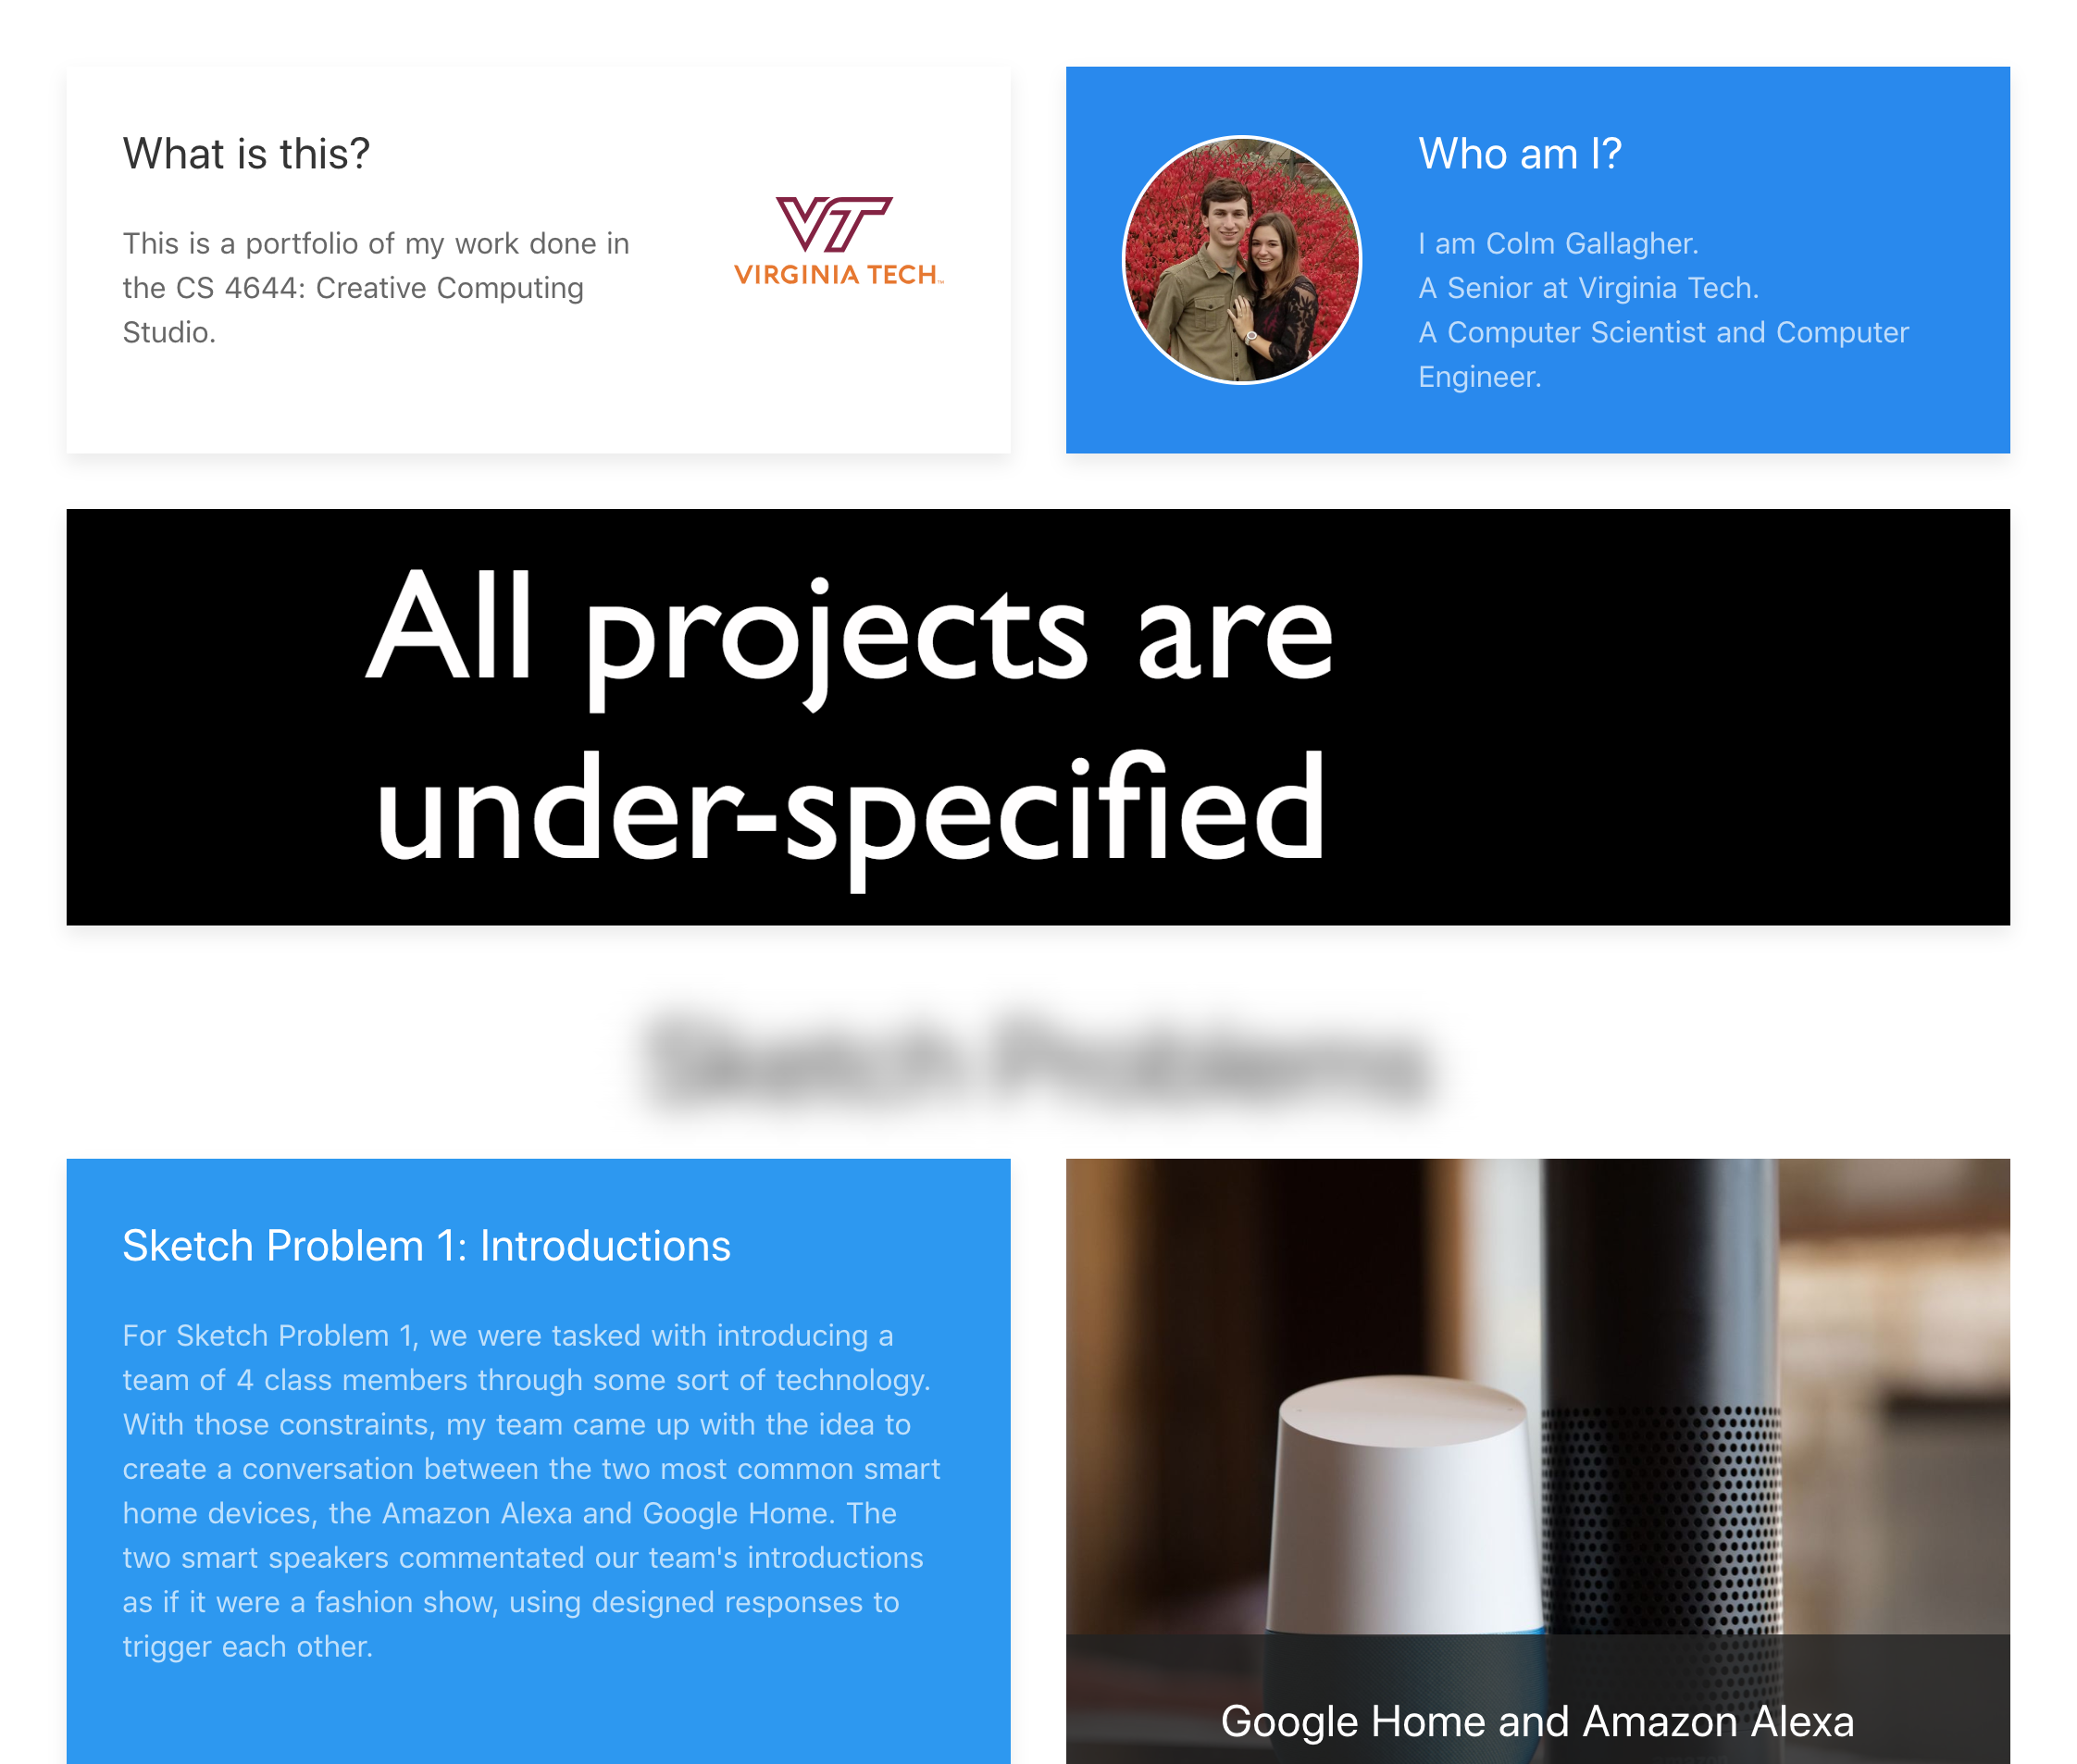 What is this?
This is a portfolio of my work done in
the CS 4644: Creative Computing
Studio.
VT
VIRGINIA TECH™
Who am I?
I am Colm Gallagher.
A Senior at Virginia Tech.
A Computer Scientist and Computer
Engineer.
All projects are
under-specified
Sketch Problems
Sketch Problem 1: Introductions
For Sketch Problem 1, we were tasked with introducing a
team of 4 class members through some sort of technology.
With those constraints, my team came up with the idea to
create a conversation between the two most common smart
home devices, the Amazon Alexa and Google Home. The
two smart speakers commentated our team's introductions
as if it were a fashion show, using designed responses to
trigger each other.
Google Home and Amazon Alexa